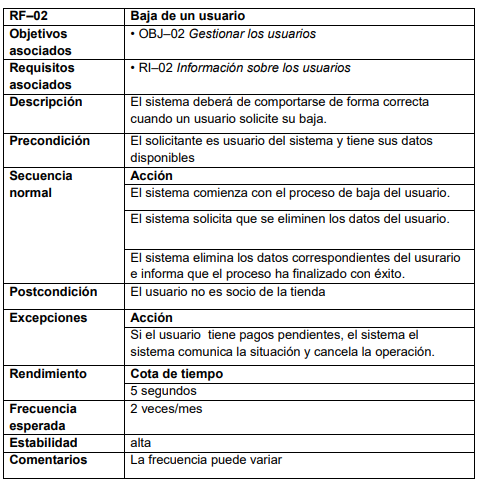 RF–02 Baja de un usuario
Objetivos asociados • OBJ–02 Gestionar los usuarios
Requisitos asociados • RI–02 Información sobre los usuarios
Descripción El sistema deberá de comportarse de forma correcta
cuando un usuario solicite su baja.
Precondición El solicitante es usuario del sistema y tiene sus datos
disponibles
Secuencia normal Acción
El sistema comienza con el proceso de baja del usuario.
El sistema solicita que se eliminen los datos del usuario.
El sistema elimina los datos correspondientes del usurario
e informa que el proceso ha finalizado con éxito.
Postcondición El usuario no es socio de la tienda
Excepciones Acción
Si el usuario tiene pagos pendientes, el sistema el
sistema comunica la situación y cancela la operación.
Rendimiento Cota de tiempo
5 segundos
Frecuencia esperada 2 veces/mes
Estabilidad alta
Comentarios La frecuencia puede variar